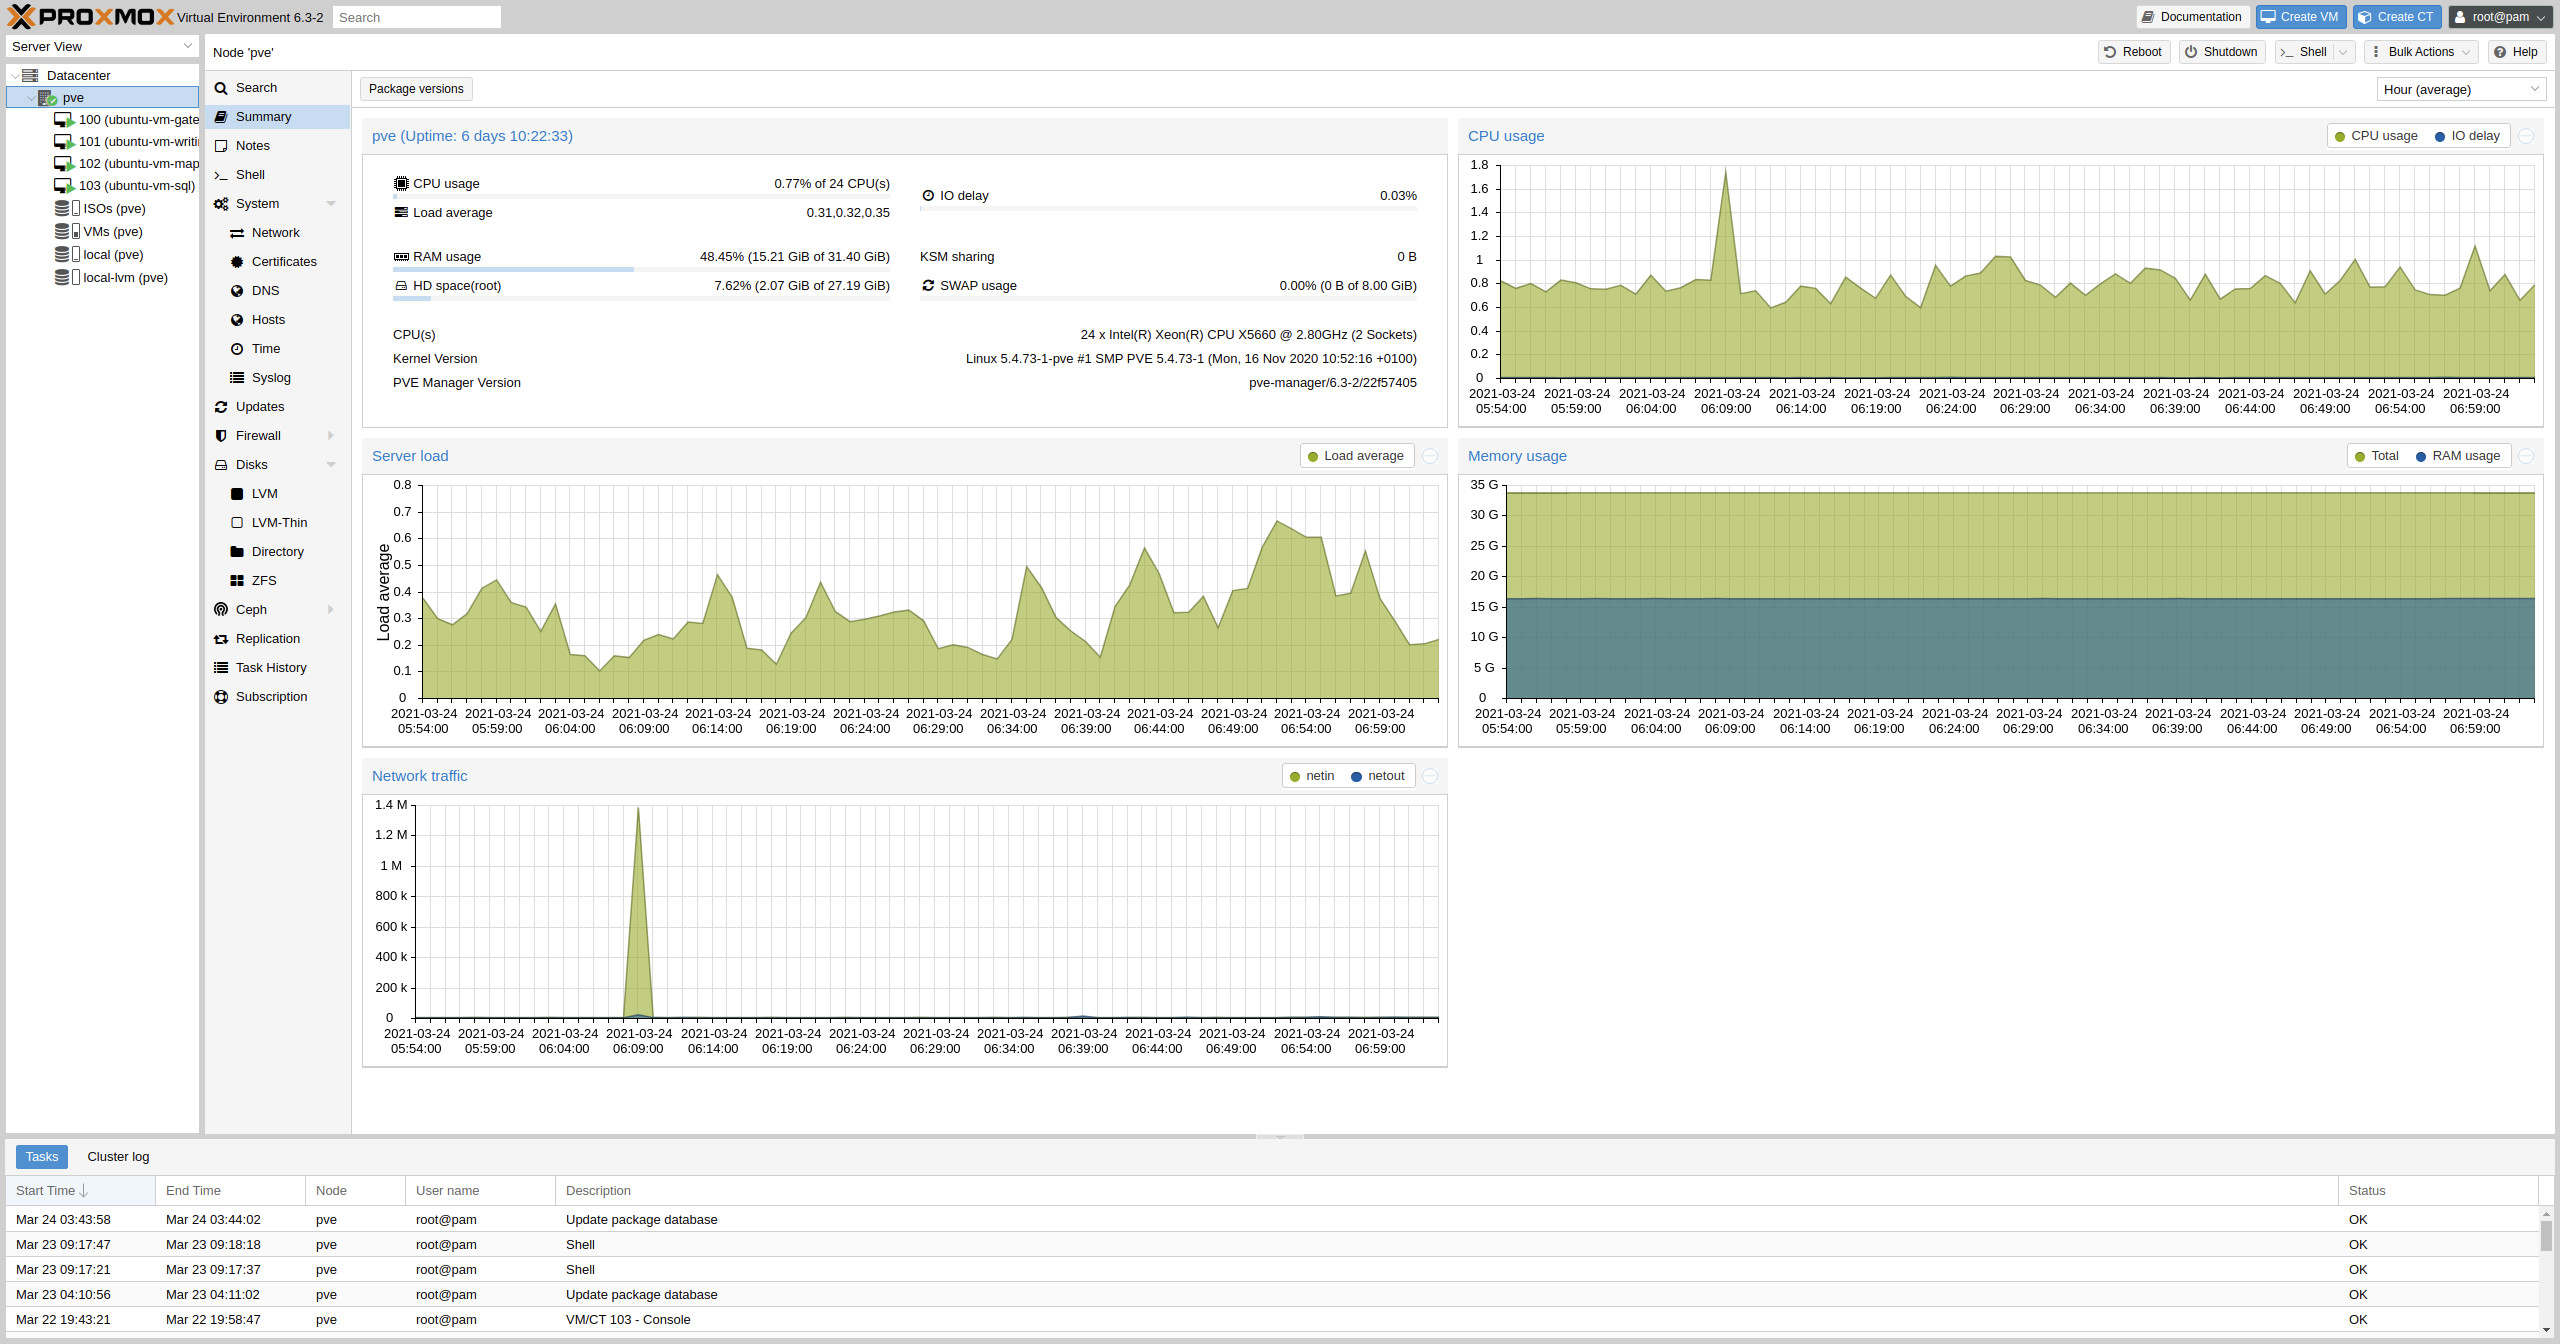 PROXMOX Virtual Environment 6.3-2 Search Documentation Create VM Create CT root@pam
Server View
Datacenter
pve
100 (ubuntu-vm-gate
101 (ubuntu-vm-writi
102 (ubuntu-vm-map
103 (ubuntu-vm-sql)
ISOs (pve)
VMs (pve)
local (pve)
local-lvm (pve)
Node 'pve' Reboot Shutdown Shell Bulk Actions Help
Search
Summary
Notes
Shell
System
Network
Certificates
DNS
Hosts
Time
Syslog
Updates
Firewall
Disks
LVM
LVM-Thin
Directory
ZFS
Ceph
Replication
Task History
Subscription
Package versions Hour (average)
pve (Uptime: 6 days 10:22:33)
CPU usage 0.77% of 24 CPU(s)
IO delay 0.03%
Load average 0.31,0.32,0.35
RAM usage 48.45% (15.21 GiB of 31.40 GiB)
KSM sharing 0 B
HD space(root) 7.62% (2.07 GiB of 27.19 GiB)
SWAP usage 0.00% (0 B of 8.00 GiB)
CPU(s) 24 x Intel(R) Xeon(R) CPU X5660 @ 2.80GHz (2 Sockets)
Kernel Version Linux 5.4.73-1-pve #1 SMP PVE 5.4.73-1 (Mon, 16 Nov 2020 10:52:16 +0100)
PVE Manager Version pve-manager/6.3-2/22f57405
CPU usage CPU usage IO delay
1.8
1.6
1.4
1.2
1
0.8
0.6
0.4
0.2
0
2021-03-24 2021-03-24 2021-03-24 2021-03-24 2021-03-24 2021-03-24 2021-03-24 2021-03-24 2021-03-24 2021-03-24 2021-03-24 2021-03-24 2021-03-24 2021-03-24
05:54:00 05:59:00 06:04:00 06:09:00 06:14:00 06:19:00 06:24:00 06:29:00 06:34:00 06:39:00 06:44:00 06:49:00 06:54:00 06:59:00
Server load Load average
Load average
0.8
0.7
0.6
0.5
0.4
0.3
0.2
0.1
0
2021-03-24 2021-03-24 2021-03-24 2021-03-24 2021-03-24 2021-03-24 2021-03-24 2021-03-24 2021-03-24 2021-03-24 2021-03-24 2021-03-24 2021-03-24 2021-03-24
05:54:00 05:59:00 06:04:00 06:09:00 06:14:00 06:19:00 06:24:00 06:29:00 06:34:00 06:39:00 06:44:00 06:49:00 06:54:00 06:59:00
Memory usage Total RAM usage
35 G
30 G
25 G
20 G
15 G
10 G
5 G
0
2021-03-24 2021-03-24 2021-03-24 2021-03-24 2021-03-24 2021-03-24 2021-03-24 2021-03-24 2021-03-24 2021-03-24 2021-03-24 2021-03-24 2021-03-24 2021-03-24
05:54:00 05:59:00 06:04:00 06:09:00 06:14:00 06:19:00 06:24:00 06:29:00 06:34:00 06:39:00 06:44:00 06:49:00 06:54:00 06:59:00
Network traffic netin netout
1.4 M
1.2 M
1 M
800 k
600 k
400 k
200 k
0
2021-03-24 2021-03-24 2021-03-24 2021-03-24 2021-03-24 2021-03-24 2021-03-24 2021-03-24 2021-03-24 2021-03-24 2021-03-24 2021-03-24 2021-03-24 2021-03-24
05:54:00 05:59:00 06:04:00 06:09:00 06:14:00 06:19:00 06:24:00 06:29:00 06:34:00 06:39:00 06:44:00 06:49:00 06:54:00 06:59:00
Tasks Cluster log
Start Time End Time Node User name Description Status
Mar 24 03:43:58 Mar 24 03:44:02 pve root@pam Update package database OK
Mar 23 09:17:47 Mar 23 09:18:18 pve root@pam Shell OK
Mar 23 09:17:21 Mar 23 09:17:37 pve root@pam Shell OK
Mar 23 04:10:56 Mar 23 04:11:02 pve root@pam Update package database OK
Mar 22 19:43:21 Mar 22 19:58:47 pve root@pam VM/CT 103 - Console OK